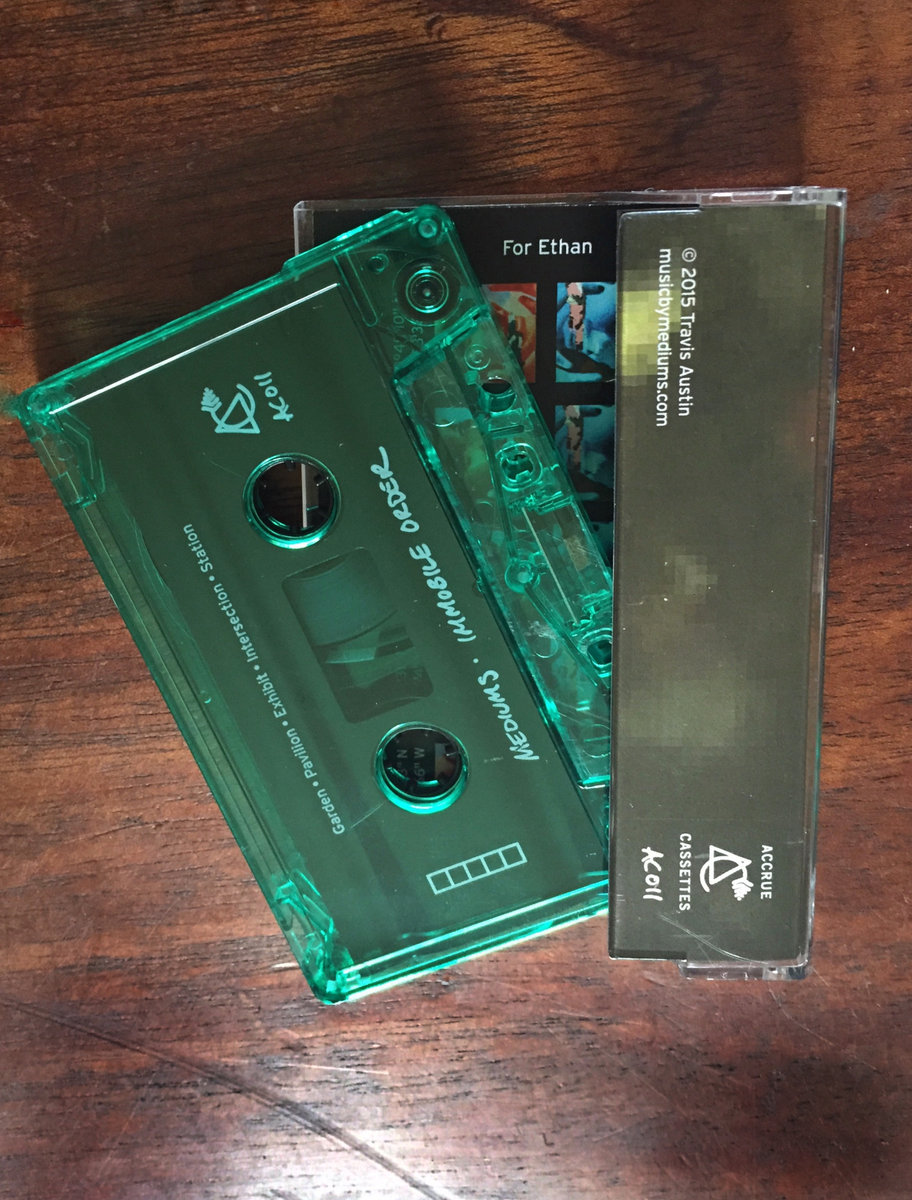 For Ethan
© 2015 Travis Austin
musicbymediums.com
ACCRUE
CASSETTES
AC011
AC011
MEDIUMS · IMMOBILE ORDER
Garden • Pavilion • Exhibit • Intersection • Station
N
W